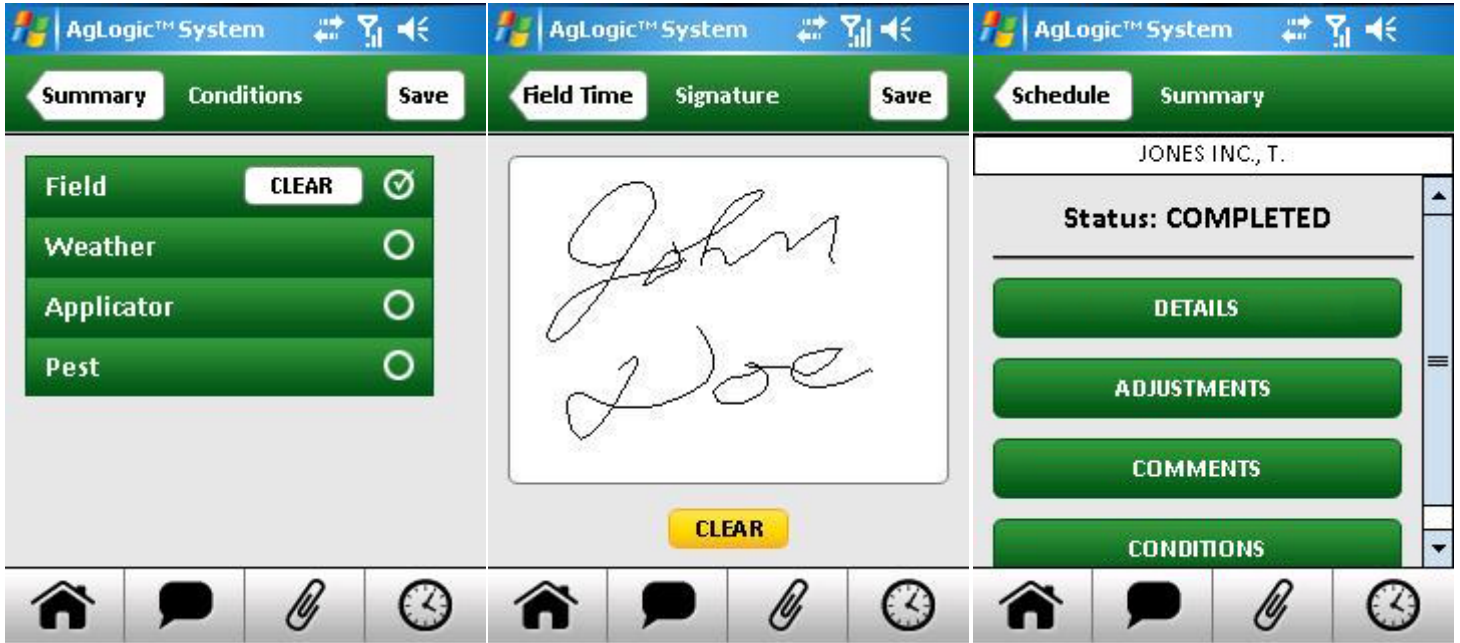 AgLogic™ System
Summary
Conditions
Save
Field
CLEAR
Weather
Applicator
Pest
AgLogic™ System
Field Time
Signature
Save
John
Doe
CLEAR
AgLogic™ System
Schedule
Summary
JONES INC., T.
Status: COMPLETED
DETAILS
ADJUSTMENTS
COMMENTS
CONDITIONS